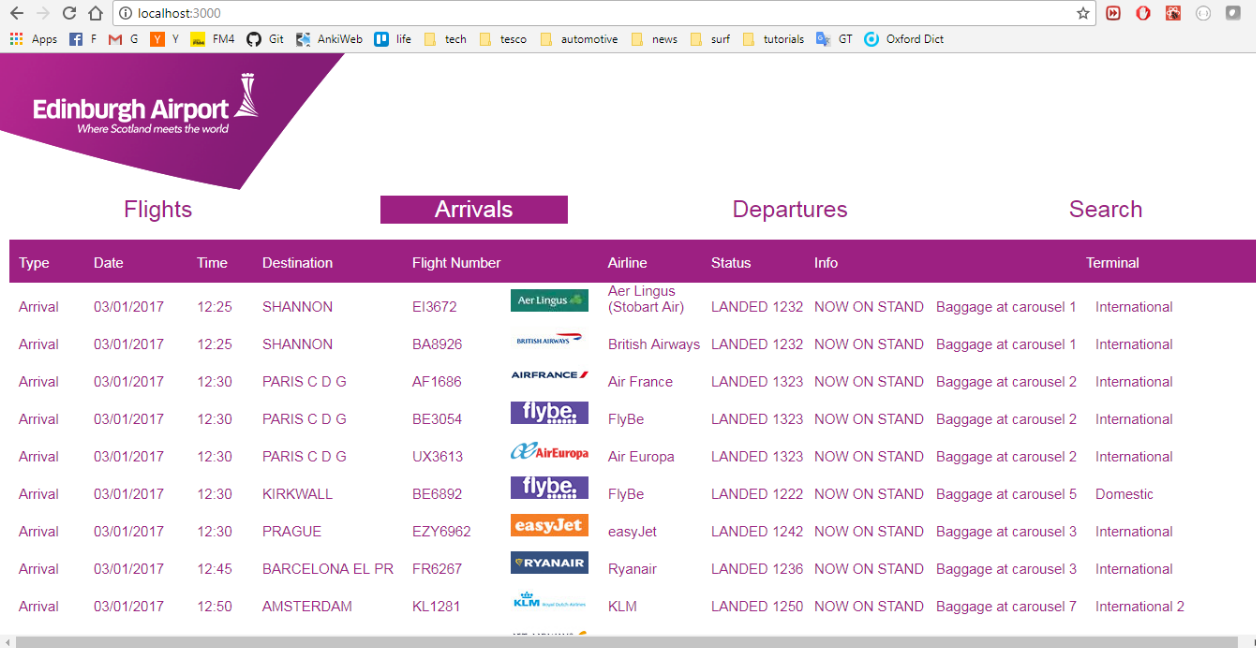 localhost:3000
Apps F G Y FM4 Git AnkiWeb life tech tesco automotive news surf tutorials GT Oxford Dict
Edinburgh Airport
Where Scotland meets the world
Flights Arrivals Departures Search
Type Date Time Destination Flight Number Airline Status Info Terminal
Arrival 03/01/2017 12:25 SHANNON EI3672 Aer Lingus Aer Lingus (Stobart Air) LANDED 1232 NOW ON STAND Baggage at carousel 1 International
Arrival 03/01/2017 12:25 SHANNON BA8926 BRITISH AIRWAYS British Airways LANDED 1232 NOW ON STAND Baggage at carousel 1 International
Arrival 03/01/2017 12:30 PARIS C D G AF1686 AIRFRANCE Air France LANDED 1323 NOW ON STAND Baggage at carousel 2 International
Arrival 03/01/2017 12:30 PARIS C D G BE3054 flybe. FlyBe LANDED 1323 NOW ON STAND Baggage at carousel 2 International
Arrival 03/01/2017 12:30 PARIS C D G UX3613 AirEuropa Air Europa LANDED 1323 NOW ON STAND Baggage at carousel 2 International
Arrival 03/01/2017 12:30 KIRKWALL BE6892 flybe. FlyBe LANDED 1222 NOW ON STAND Baggage at carousel 5 Domestic
Arrival 03/01/2017 12:30 PRAGUE EZY6962 easyJet easyJet LANDED 1242 NOW ON STAND Baggage at carousel 3 International
Arrival 03/01/2017 12:45 BARCELONA EL PR FR6267 RYANAIR Ryanair LANDED 1236 NOW ON STAND Baggage at carousel 3 International
Arrival 03/01/2017 12:50 AMSTERDAM KL1281 KLM Royal Dutch Airlines KLM LANDED 1250 NOW ON STAND Baggage at carousel 7 International 2